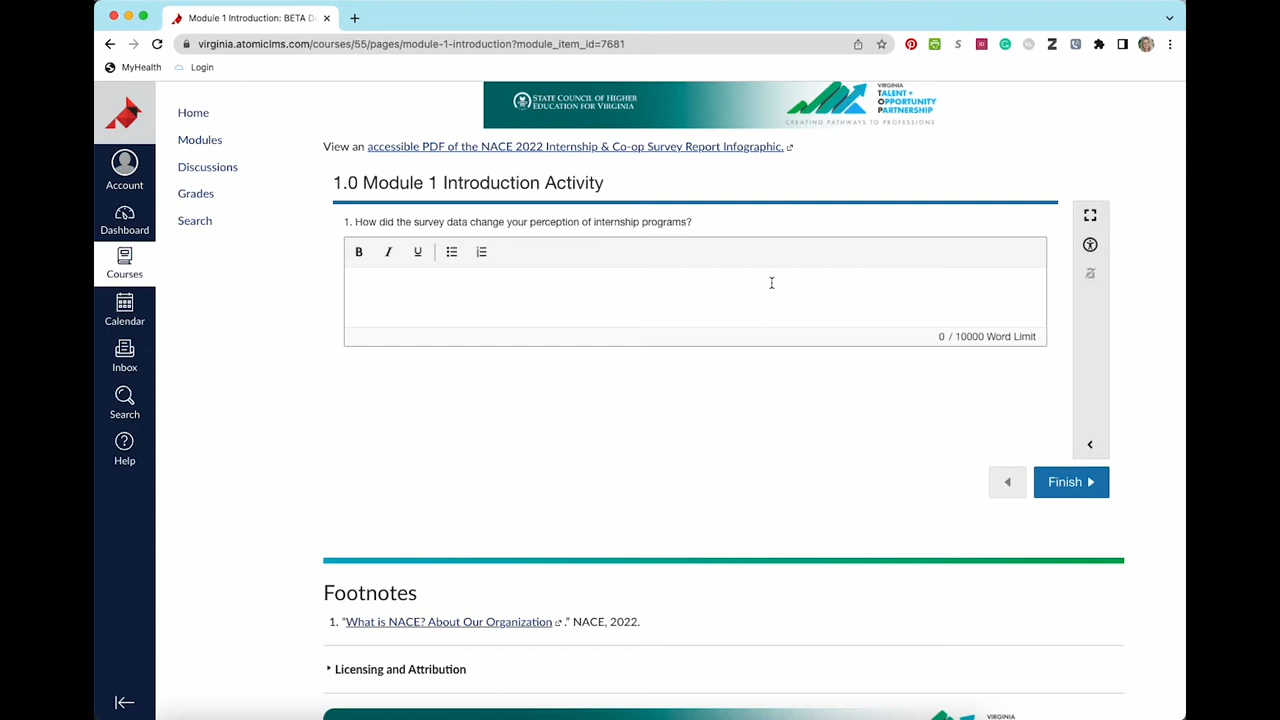 Module 1 Introduction: BETA D
virginia.atomiclms.com/courses/55/pages/module-1-introduction?module_item_id=7681
MyHealth
Login
Account
Dashboard
Courses
Calendar
Inbox
Search
Help
Home
Modules
Discussions
Grades
Search
STATE COUNCIL OF HIGHER
EDUCATION FOR VIRGINIA
VIRGINIA
TALENT +
OPPORTUNITY
PARTNERSHIP
CREATING PATHWAYS TO PROFESSIONS
View an accessible PDF of the NACE 2022 Internship & Co-op Survey Report Infographic.
1.0 Module 1 Introduction Activity
1. How did the survey data change your perception of internship programs?
B I U
0 / 10000 Word Limit
Finish
Footnotes
1. “What is NACE? About Our Organization.” NACE, 2022.
Licensing and Attribution
VIRGINIA